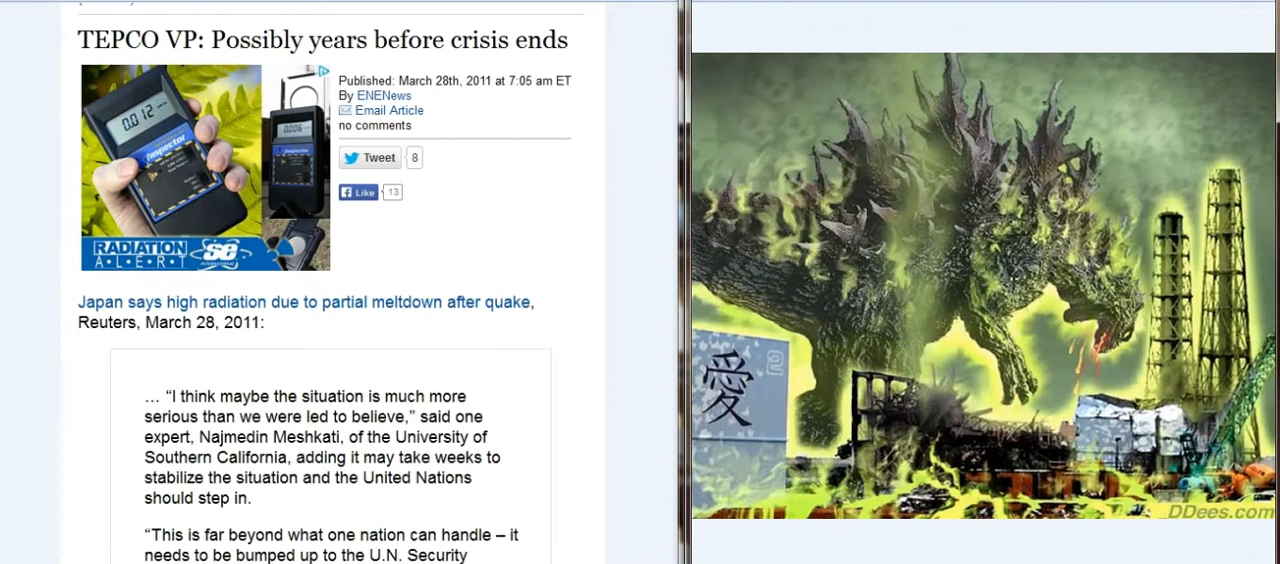 TEPCO VP: Possibly years before crisis ends
0.012
Inspector
0.006
RADIATION
A•L•E•R•T
se
Published: March 28th, 2011 at 7:05 am ET
By ENENews
Email Article
no comments
Tweet 8
Like 13
Japan says high radiation due to partial meltdown after quake,
Reuters, March 28, 2011:
… “I think maybe the situation is much more
serious than we were led to believe,” said one
expert, Najmedin Meshkati, of the University of
Southern California, adding it may take weeks to
stabilize the situation and the United Nations
should step in.
“This is far beyond what one nation can handle – it
needs to be bumped up to the U.N. Security
愛
DDees.com